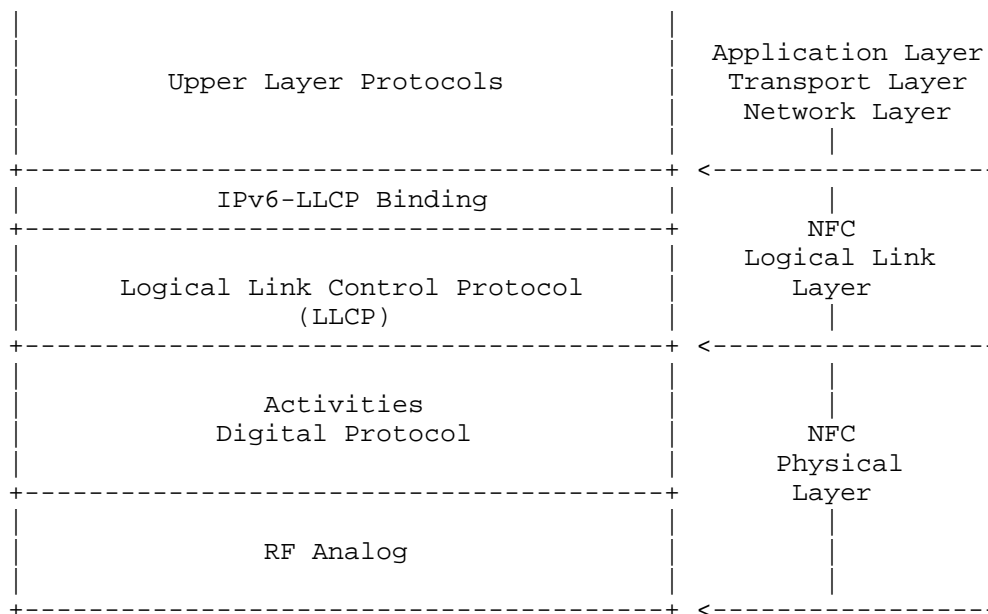 Application Layer
Upper Layer Protocols Transport Layer
Network Layer
IPv6-LLCP Binding
NFC
Logical Link
Logical Link Control Protocol Layer
(LLCP)
Activities
Digital Protocol NFC
Physical
Layer
RF Analog